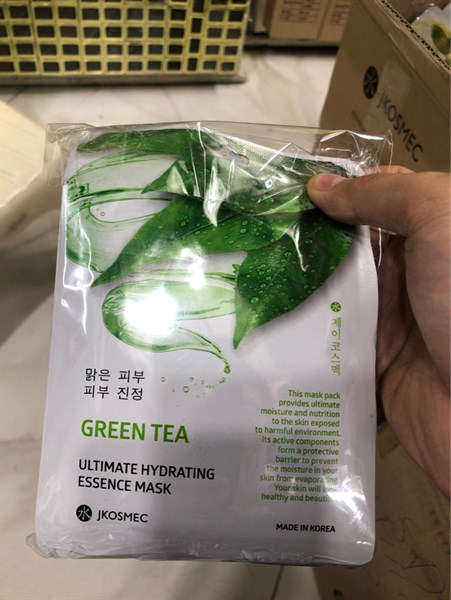 JKOSMEC
제이코스멕
맑은 피부
피부 진정
GREEN TEA
ULTIMATE HYDRATING
ESSENCE MASK
JKOSMEC
This mask pack
provides ultimate
moisture and nutrition
to the skin exposed
to harmful environment.
Its active components
form a protective
barrier to prevent
the moisture in your
skin from evaporating.
Your skin will
healthy and
MADE IN KOREA